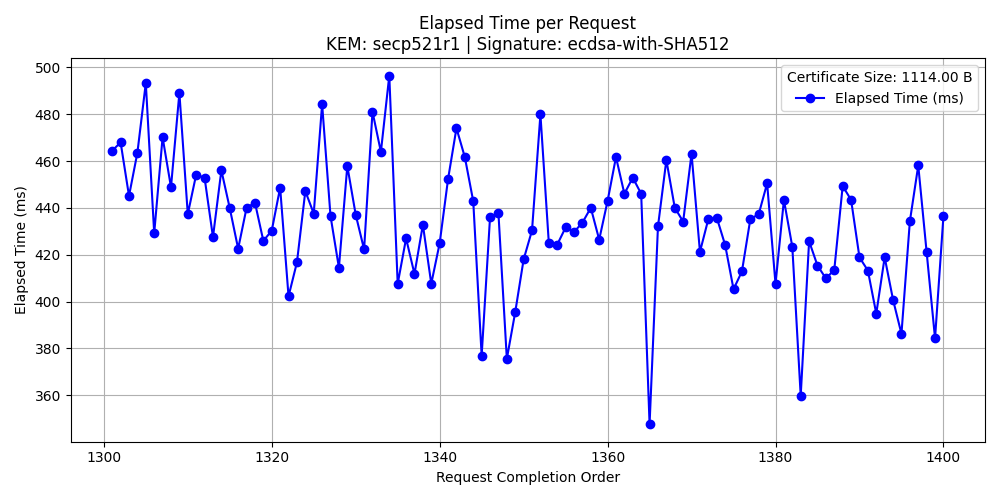 Elapsed Time per Request
KEM: secp521r1 | Signature: ecdsa-with-SHA512
Certificate Size: 1114.00 B
Elapsed Time (ms)
Elapsed Time (ms)
500
480
460
440
420
400
380
360
1300 1320 1340 1360 1380 1400
Request Completion Order